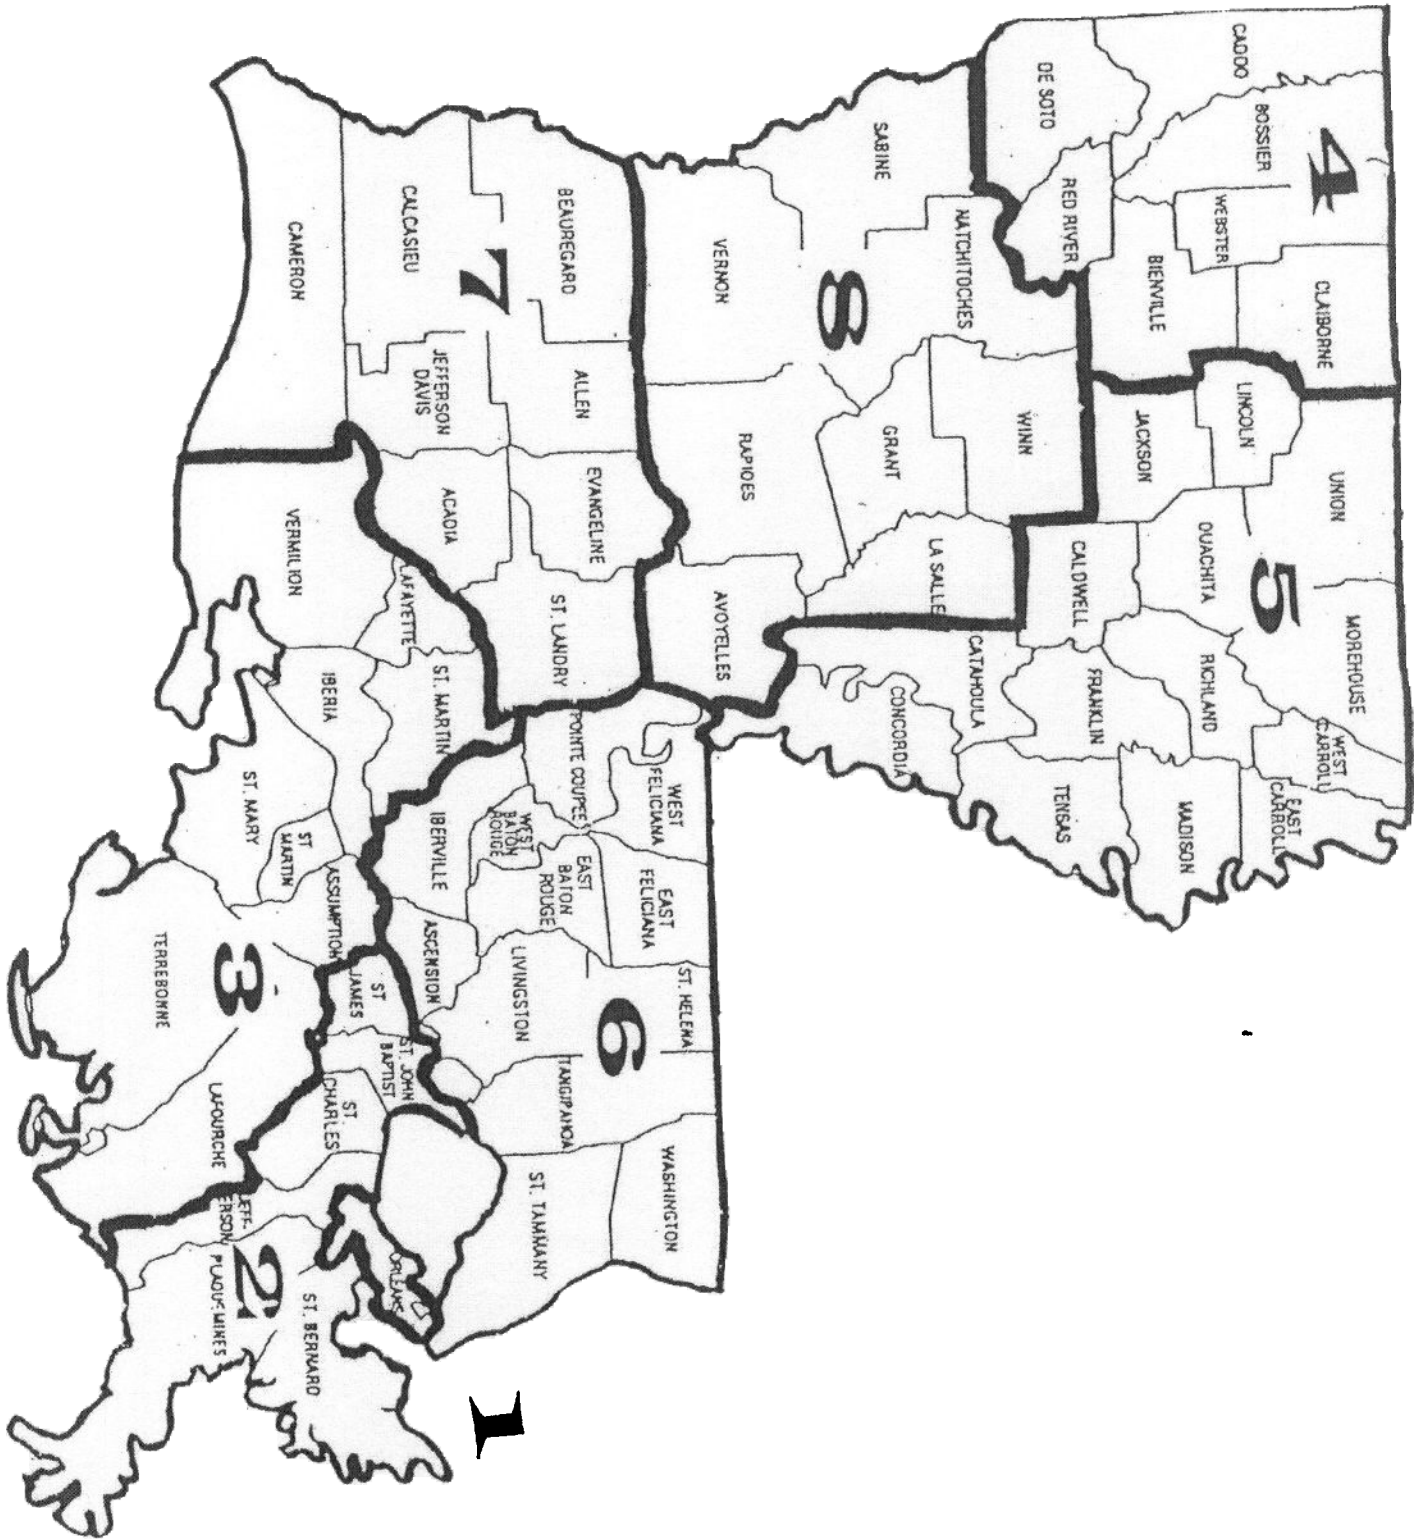 CADDO
BOSSIER
4
WEBSTER
CLAIBORNE
DE SOTO
RED RIVER
BIENVILLE
LINCOLN
JACKSON
UNION
MOREHOUSE
WEST
CARROLL
EAST
CARROLL
5
OUACHITA
RICHLAND
MADISON
CALDWELL
FRANKLIN
TENSAS
CATAHOULA
CONCORDIA
SABINE
NATCHITOCHES
WINN
8
GRANT
LA SALLE
VERNON
RAPIDES
AVOYELLES
BEAUREGARD
ALLEN
EVANGELINE
ST. LANDRY
7
CALCASIEU
JEFFERSON
DAVIS
ACADIA
CAMERON
VERMILION
LAFAYETTE
ST. MARTIN
IBERIA
ST. MARY
ST
MARTIN
ASSUMPTION
3
TERREBONNE
LAFOURCHE
POINTE COUPEE
WEST
FELICIANA
EAST
FELICIANA
ST. HELENA
WASHINGTON
6
WEST
BATON
ROUGE
EAST
BATON
ROUGE
LIVINGSTON
TANGIPAHOA
ST. TAMMANY
IBERVILLE
ASCENSION
ST
JAMES
ST. JOHN
BAPTIST
ST.
CHARLES
ORLEANS
JEFF-
ERSON
2
PLAQUEMINES
ST. BERNARD
1